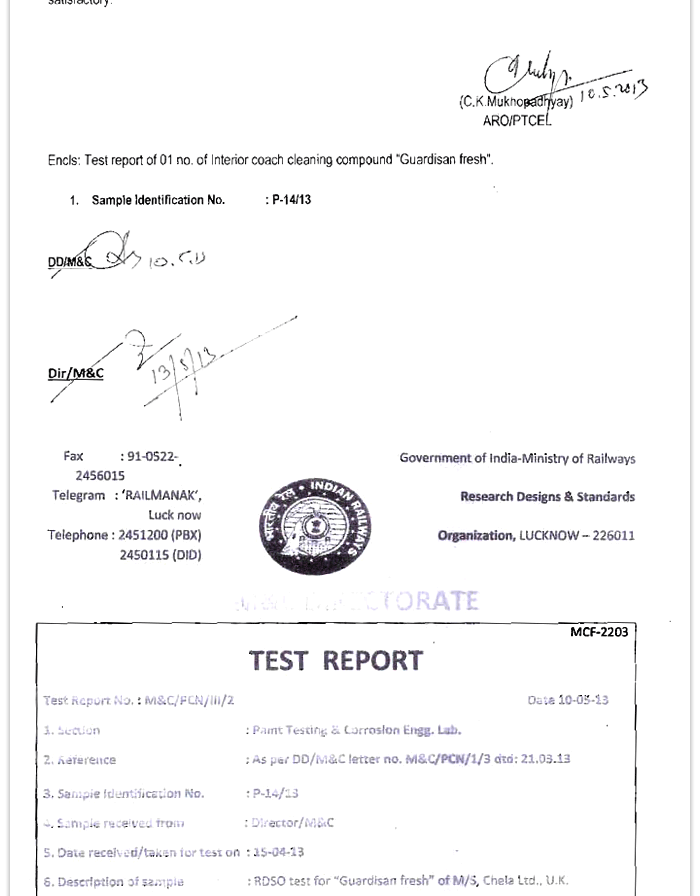 satisfactory.
10.5.2013
(C.K.Mukhopadhyay)
ARO/PTCEL
Encls: Test report of 01 no. of Interior coach cleaning compound "Guardisan fresh".
1. Sample Identification No. : P-14/13
DD/M&C
Dir/M&C 13/5/13
Fax : 91-0522-
2456015
Telegram : 'RAILMANAK',
Luck now
Telephone : 2451200 (PBX)
2450115 (DID)
भारतीय रेल • INDIAN RAILWAYS
Government of India-Ministry of Railways
Research Designs & Standards
Organization, LUCKNOW – 226011
M&C DIRECTORATE
MCF-2203
TEST REPORT
Test Report No. : M&C/PCN/III/2 Date 10-05-13
1. Section : Paint Testing & Corrosion Engg. Lab.
2. Reference : As per DD/M&C letter no. M&C/PCN/1/3 dtd: 21.03.13
3. Sample Identification No. : P-14/13
4. Sample received from : Director/M&C
5. Date received/taken for test on : 15-04-13
6. Description of sample : RDSO test for "Guardisan fresh" of M/S, Chela Ltd., U.K.